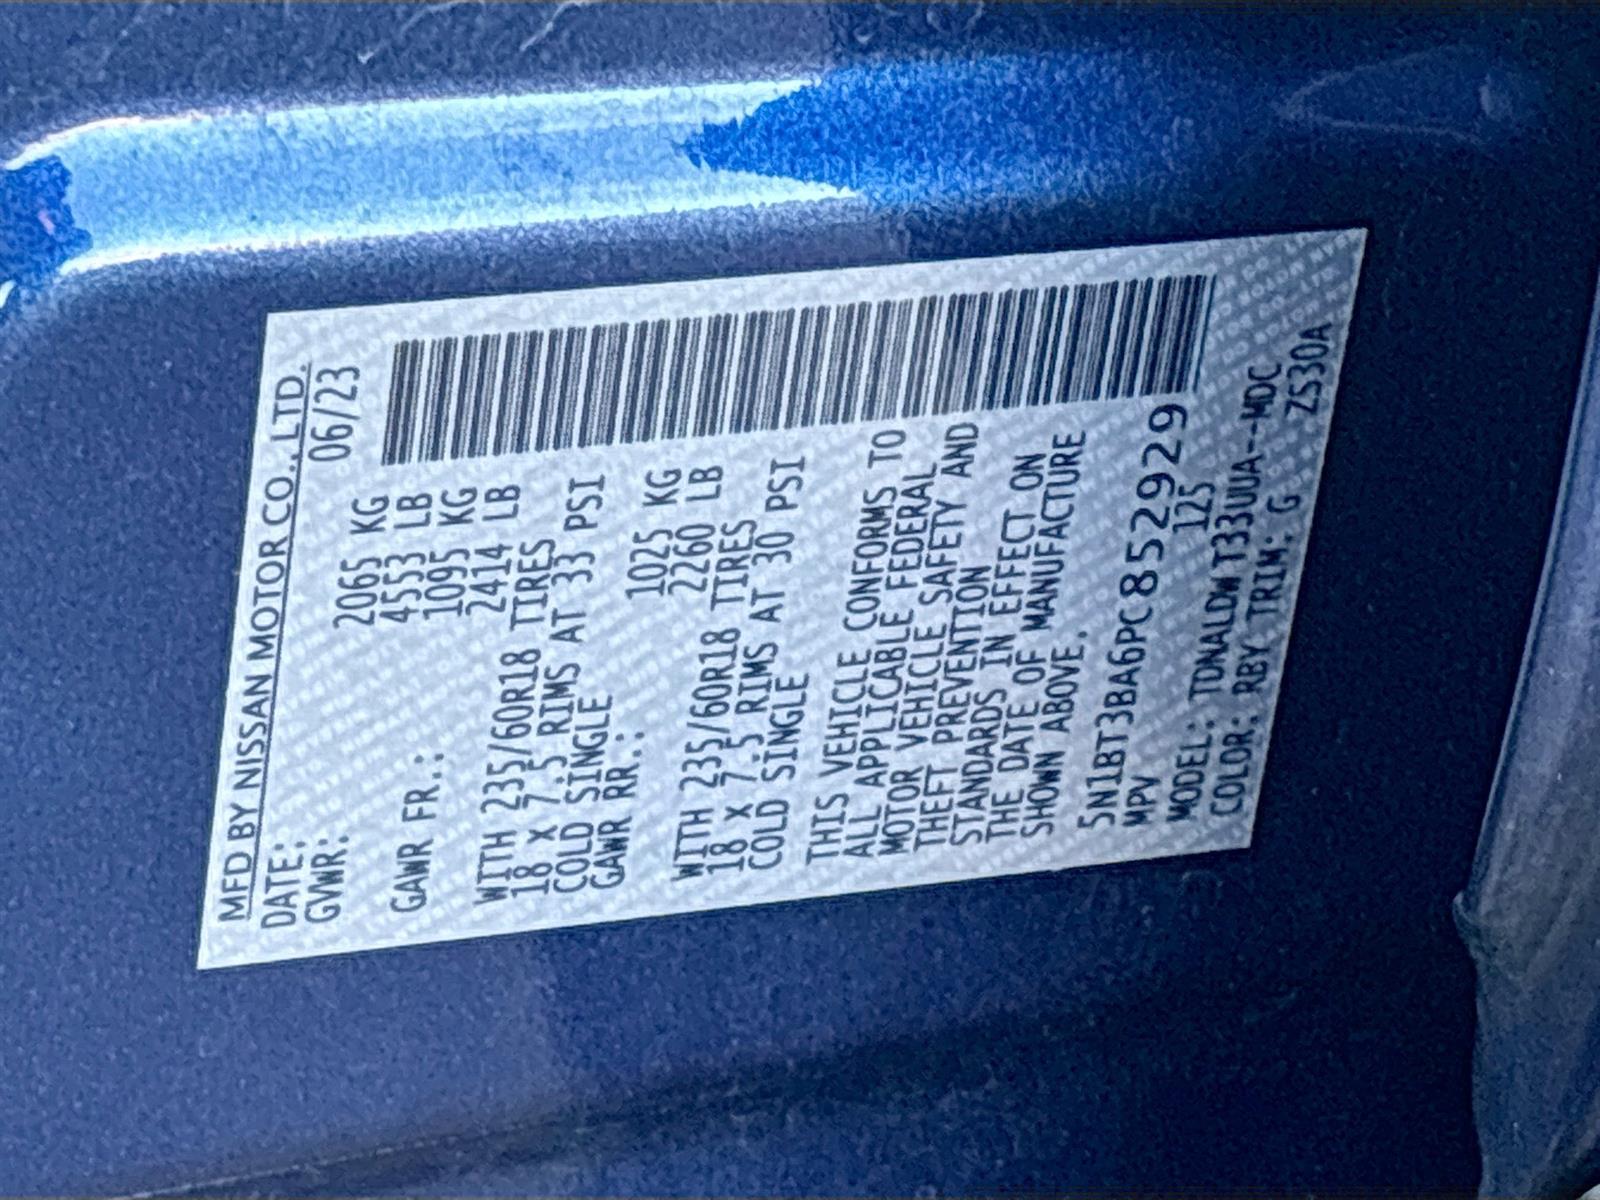 MFD BY NISSAN MOTOR CO.,LTD.
DATE: 06/23
GVWR: 2065 KG
4553 LB
GAWR FR.: 1095 KG
2414 LB
WITH 235/60R18 TIRES
18 x 7.5 RIMS AT 33 PSI
COLD SINGLE
GAWR RR.: 1025 KG
2260 LB
WITH 235/60R18 TIRES
18 x 7.5 RIMS AT 30 PSI
COLD SINGLE
THIS VEHICLE CONFORMS TO
ALL APPLICABLE FEDERAL
MOTOR VEHICLE SAFETY AND
THEFT PREVENTION
STANDARDS IN EFFECT ON
THE DATE OF MANUFACTURE
SHOWN ABOVE.
5N1BT3BA6PC852929
MPV 125
MODEL: TDNALDWT33UUA--MDC
COLOR: RBY TRIM: G ZS30A